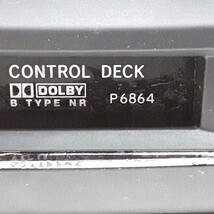 CONTROL DECK
DOLBY
B TYPE NR P6864